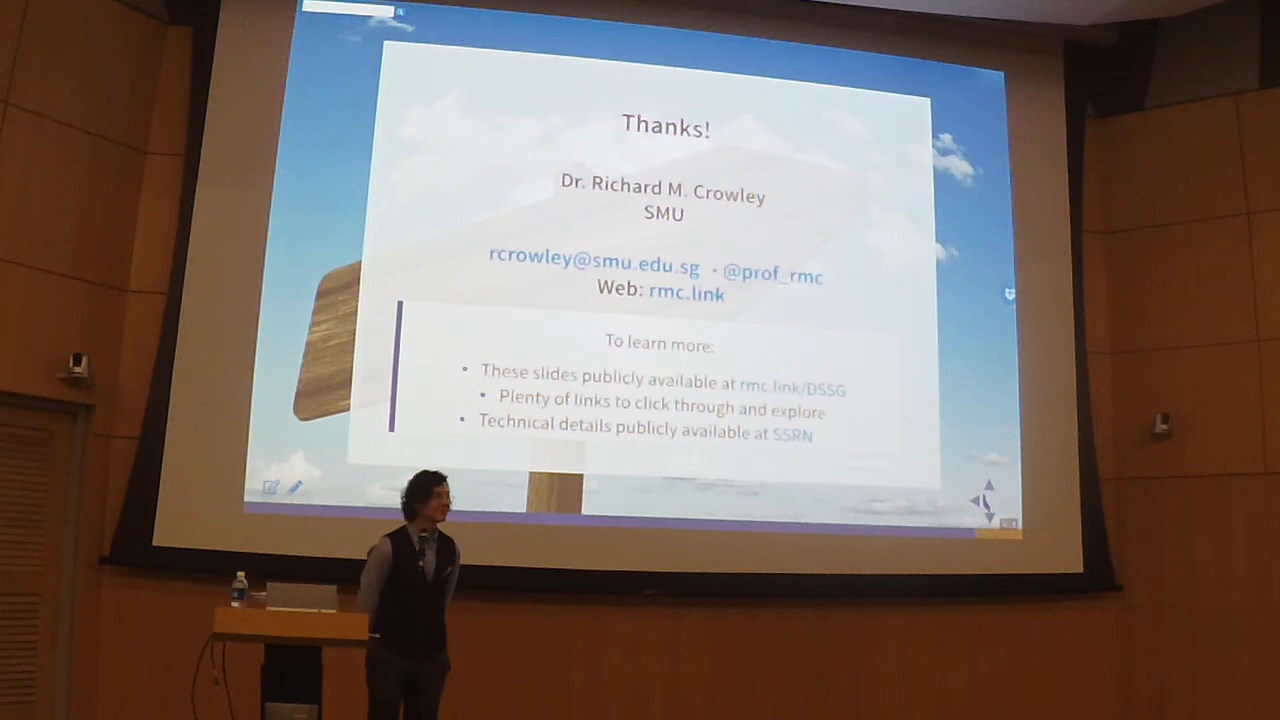 Thanks!
Dr. Richard M. Crowley
SMU
rcrowley@smu.edu.sg · @prof_rmc
Web: rmc.link
To learn more:
• These slides publicly available at rmc.link/DSSG
• Plenty of links to click through and explore
• Technical details publicly available at SSRN